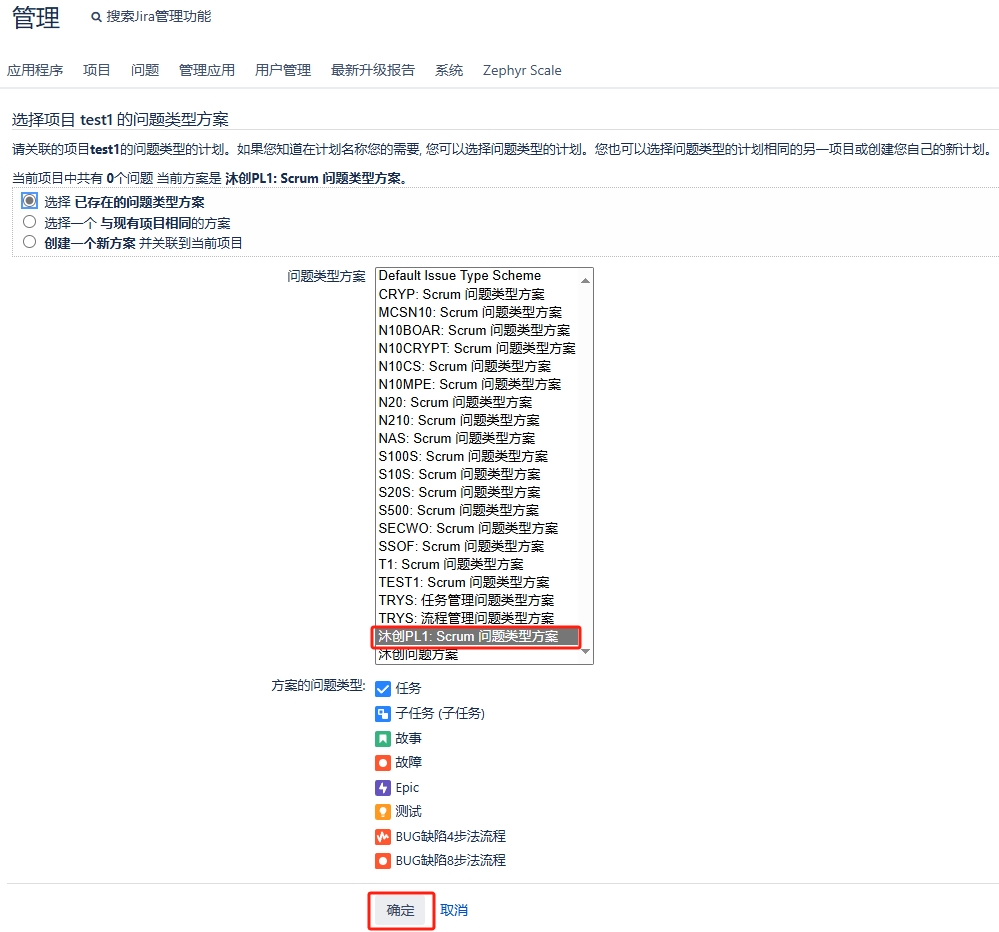 管理 搜索Jira管理功能
应用程序 项目 问题 管理应用 用户管理 最新升级报告 系统 Zephyr Scale
选择项目 test1 的问题类型方案
请关联的项目test1的问题类型的计划。如果您知道在计划名称您的需要, 您可以选择问题类型的计划。您也可以选择问题类型的计划相同的另一项目或创建您自己的新计划。
当前项目中共有 0个问题 当前方案是 沐创PL1: Scrum 问题类型方案。
选择 已存在的问题类型方案
选择一个 与现有项目相同的方案
创建一个新方案 并关联到当前项目
问题类型方案 Default Issue Type Scheme
CRYP: Scrum 问题类型方案
MCSN10: Scrum 问题类型方案
N10BOAR: Scrum 问题类型方案
N10CRYPT: Scrum 问题类型方案
N10CS: Scrum 问题类型方案
N10MPE: Scrum 问题类型方案
N20: Scrum 问题类型方案
N210: Scrum 问题类型方案
NAS: Scrum 问题类型方案
S100S: Scrum 问题类型方案
S10S: Scrum 问题类型方案
S20S: Scrum 问题类型方案
S500: Scrum 问题类型方案
SECWO: Scrum 问题类型方案
SSOF: Scrum 问题类型方案
T1: Scrum 问题类型方案
TEST1: Scrum 问题类型方案
TRYS: 任务管理问题类型方案
TRYS: 流程管理问题类型方案
沐创PL1: Scrum 问题类型方案
沐创问题方案
方案的问题类型: 任务
子任务 (子任务)
故事
故障
Epic
测试
BUG缺陷4步法流程
BUG缺陷8步法流程
确定 取消